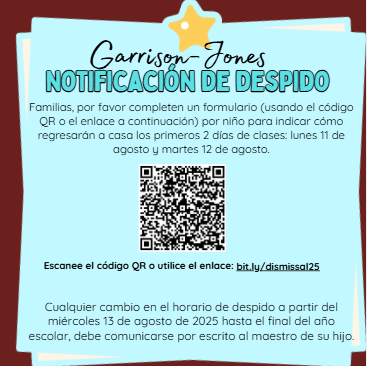 Garrison-Jones
NOTIFICACIÓN DE DESPIDO
Familias, por favor completen un formulario (usando el código
QR o el enlace a continuación) por niño para indicar cómo
regresarán a casa los primeros 2 días de clases: lunes 11 de
agosto y martes 12 de agosto.
Escanee el código QR o utilice el enlace: bit.ly/dismissal25
Cualquier cambio en el horario de despido a partir del
miércoles 13 de agosto de 2025 hasta el final del año
escolar, debe comunicarse por escrito al maestro de su hijo.